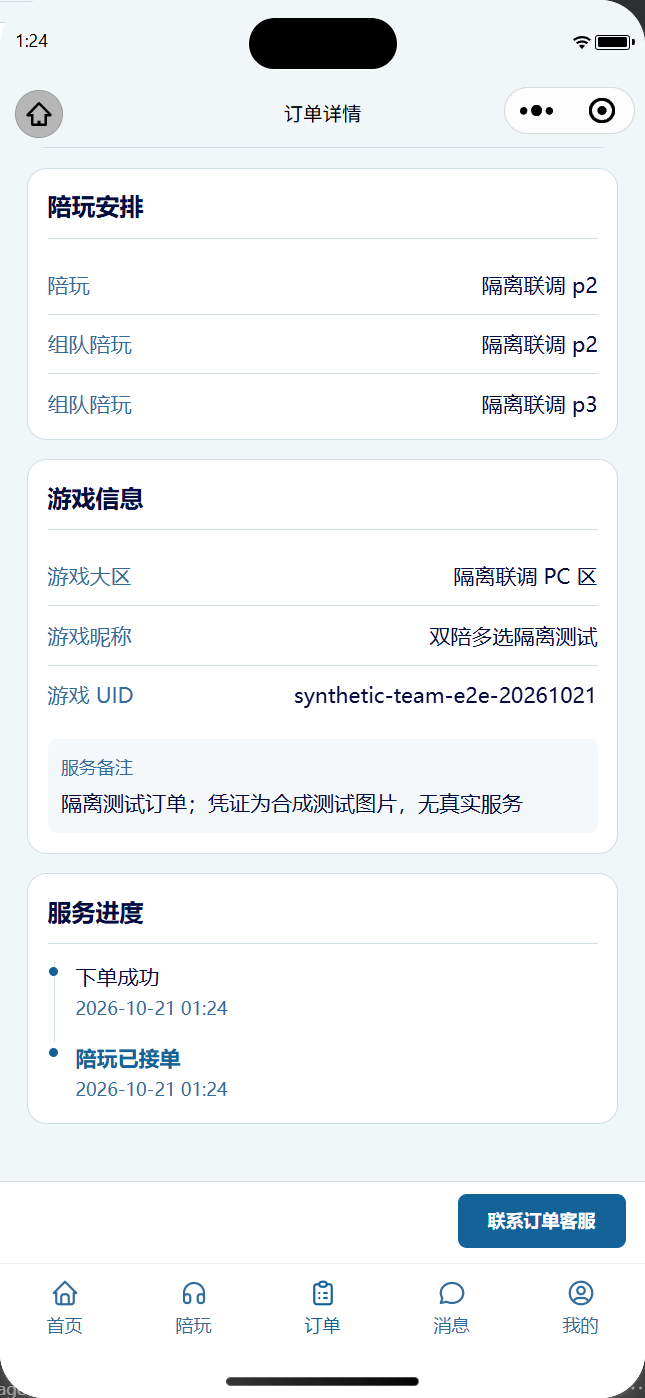 1:24
订单详情
陪玩安排
陪玩 隔离联调 p2
组队陪玩 隔离联调 p2
组队陪玩 隔离联调 p3
游戏信息
游戏大区 隔离联调 PC 区
游戏昵称 双陪多选隔离测试
游戏 UID synthetic-team-e2e-20261021
服务备注
隔离测试订单；凭证为合成测试图片，无真实服务
服务进度
下单成功
2026-10-21 01:24
陪玩已接单
2026-10-21 01:24
联系订单客服
首页 陪玩 订单 消息 我的